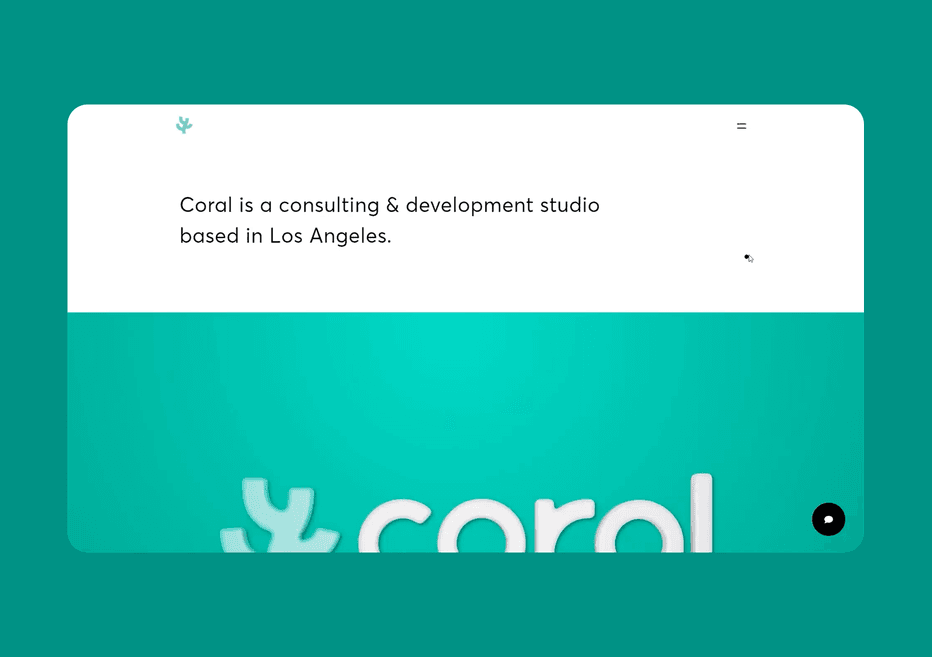 Coral is a consulting & development studio
based in Los Angeles.
coral